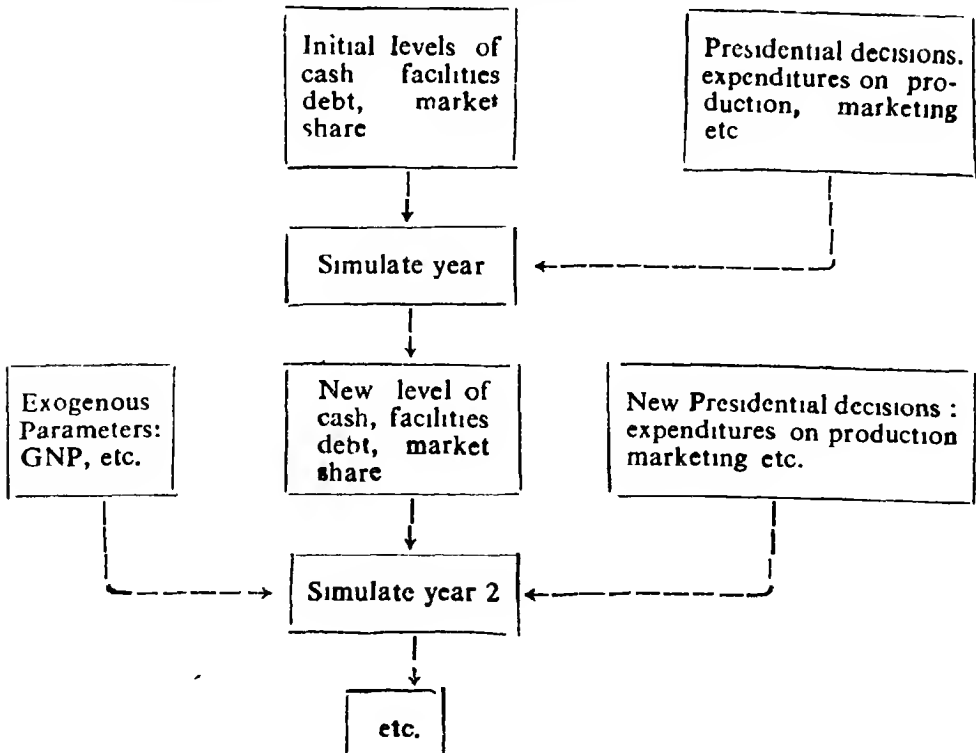 Initial levels of
cash facilities
debt, market
share
Presidential decisions.
expenditures on pro-
duction, marketing
etc
Simulate year
Exogenous
Parameters:
GNP, etc.
New level of
cash, facilities
debt, market
share
New Presidential decisions :
expenditures on production
marketing etc.
Simulate year 2
etc.